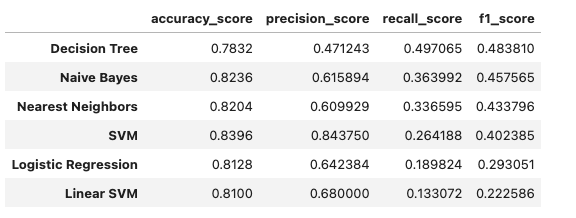 accuracy_score precision_score recall_score f1_score
Decision Tree 0.7832 0.471243 0.497065 0.483810
Naive Bayes 0.8236 0.615894 0.363992 0.457565
Nearest Neighbors 0.8204 0.609929 0.336595 0.433796
SVM 0.8396 0.843750 0.264188 0.402385
Logistic Regression 0.8128 0.642384 0.189824 0.293051
Linear SVM 0.8100 0.680000 0.133072 0.222586